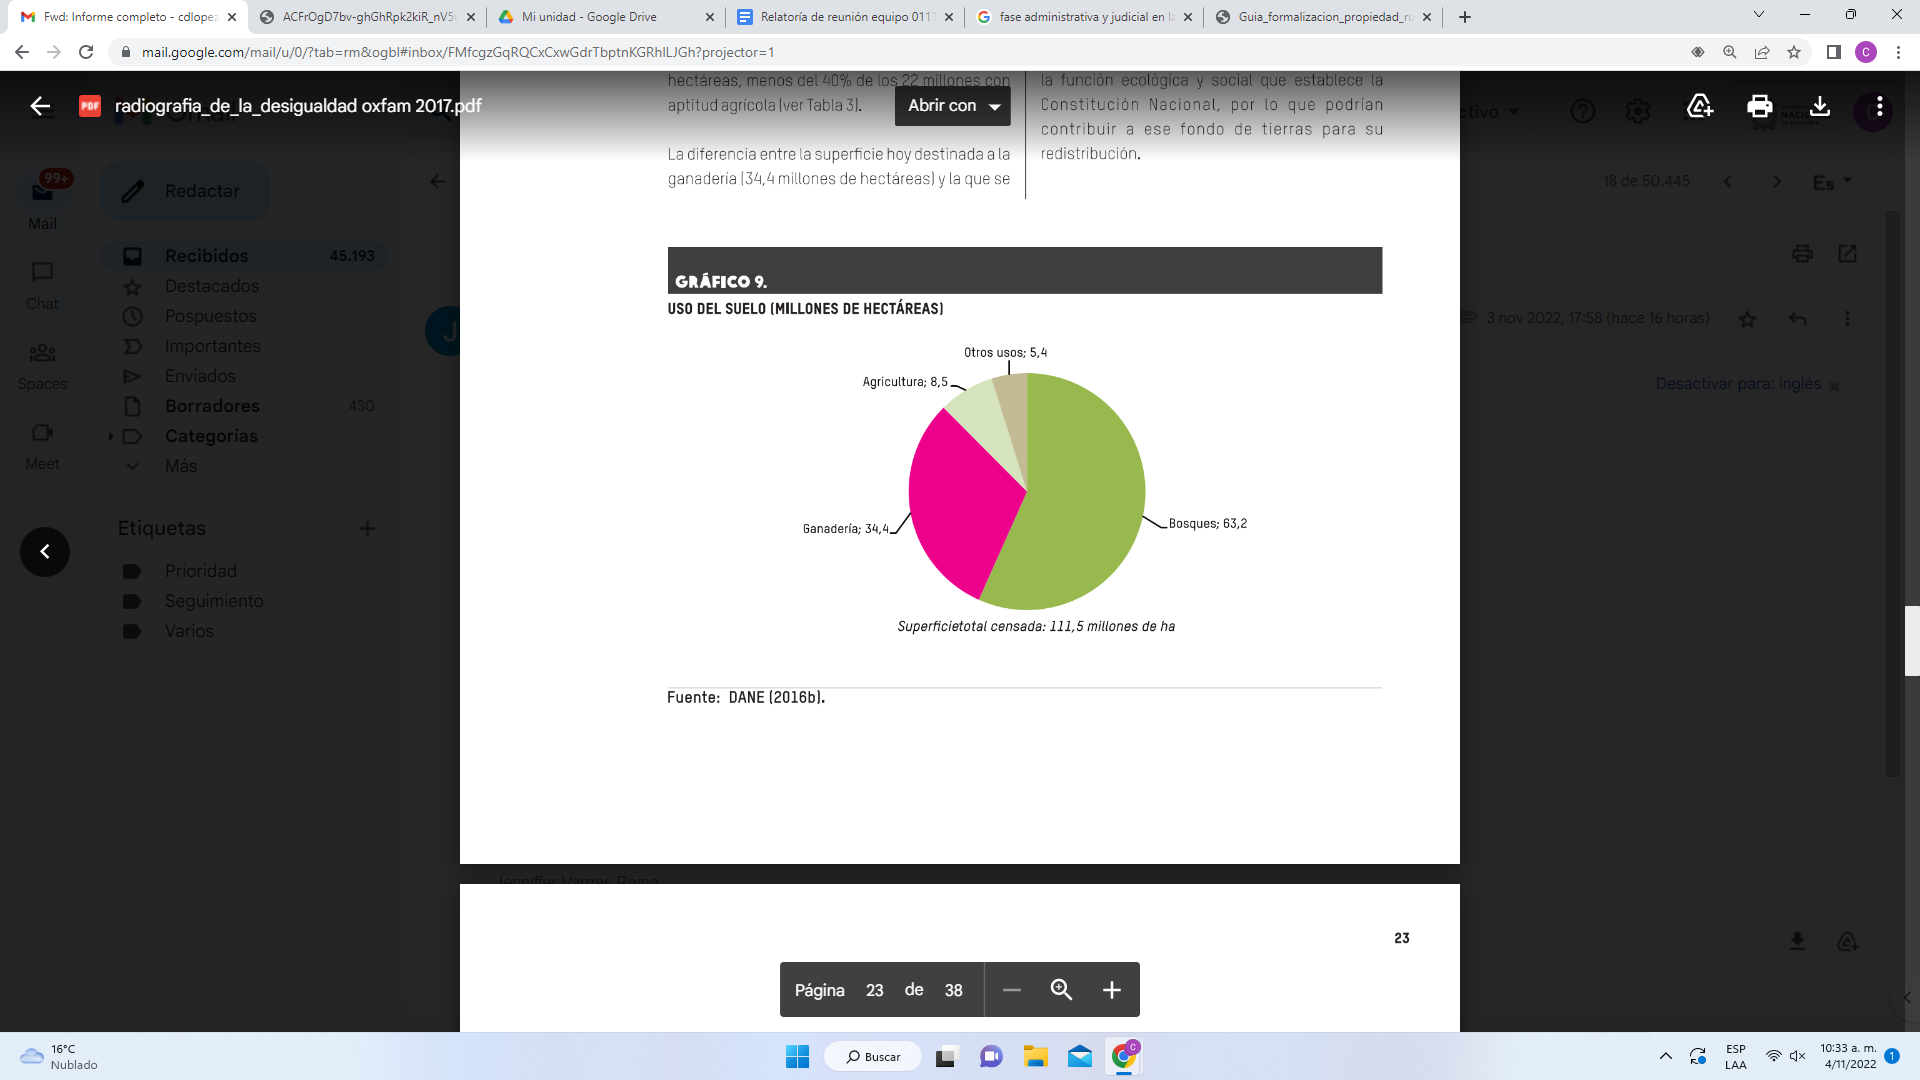 Fwd: Informe completo - cdlopez
ACFrOgD7bv-ghGhRpk2kiR_nV5
Mi unidad - Google Drive
Relatoría de reunión equipo 011
fase administrativa y judicial en l
Guia_formalizacion_propiedad_ru
mail.google.com/mail/u/0/?tab=rm&ogbl#inbox/FMfcgzGqRQCxCxwGdrTbptnKGRhlLJGh?projector=1
C
PDF
radiografia_de_la_desigualdad oxfam 2017.pdf
Abrir con
99+
Mail
Chat
Spaces
Meet
Redactar
Recibidos 45.193
Destacados
Pospuestos
Importantes
Enviados
Borradores 430
Categorías
Más
Etiquetas
Prioridad
Seguimiento
Varios
J
hectáreas, menos del 40% de los 22 millones con
aptitud agrícola (ver Tabla 3).
La diferencia entre la superficie hoy destinada a la
ganadería (34,4 millones de hectáreas) y la que se
la función ecológica y social que establece la
Constitución Nacional, por lo que podrían
contribuir a ese fondo de tierras para su
redistribución.
GRÁFICO 9.
USO DEL SUELO (MILLONES DE HECTÁREAS)
Otros usos; 5,4
Agricultura; 8,5
Ganadería; 34,4
Bosques; 63,2
Superficietotal censada: 111,5 millones de ha
Fuente: DANE (2016b).
18 de 50.445
Es
3 nov 2022, 17:58 (hace 16 horas)
Desactivar para: inglés
Jenniffer Vargas Reina
23
Página 23 de 38
16°C
Nublado
Buscar
C
ESP
LAA
10:33 a. m.
4/11/2022
1